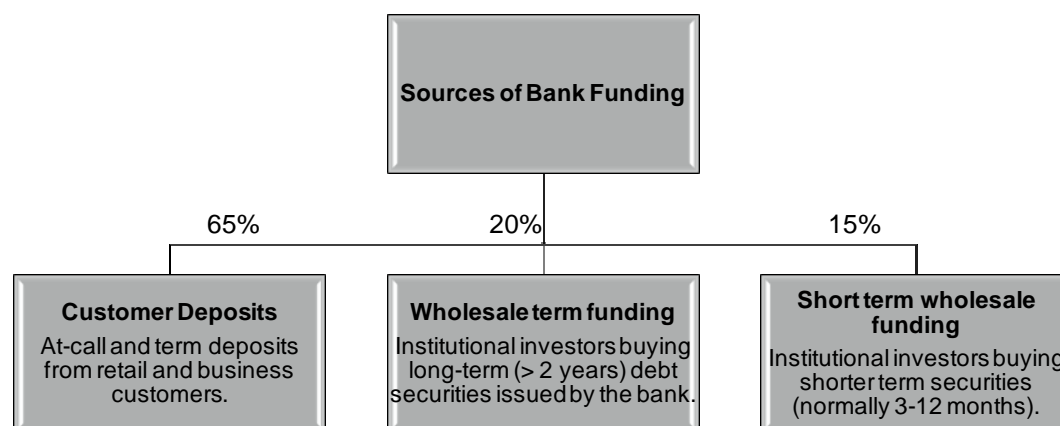 Sources of Bank Funding
65%
20%
15%
Customer Deposits
At-call and term deposits
from retail and business
customers.
Wholesale term funding
Institutional investors buying
long-term (> 2 years) debt
securities issued by the bank.
Short term wholesale
funding
Institutional investors buying
shorter term securities
(normally 3-12 months).